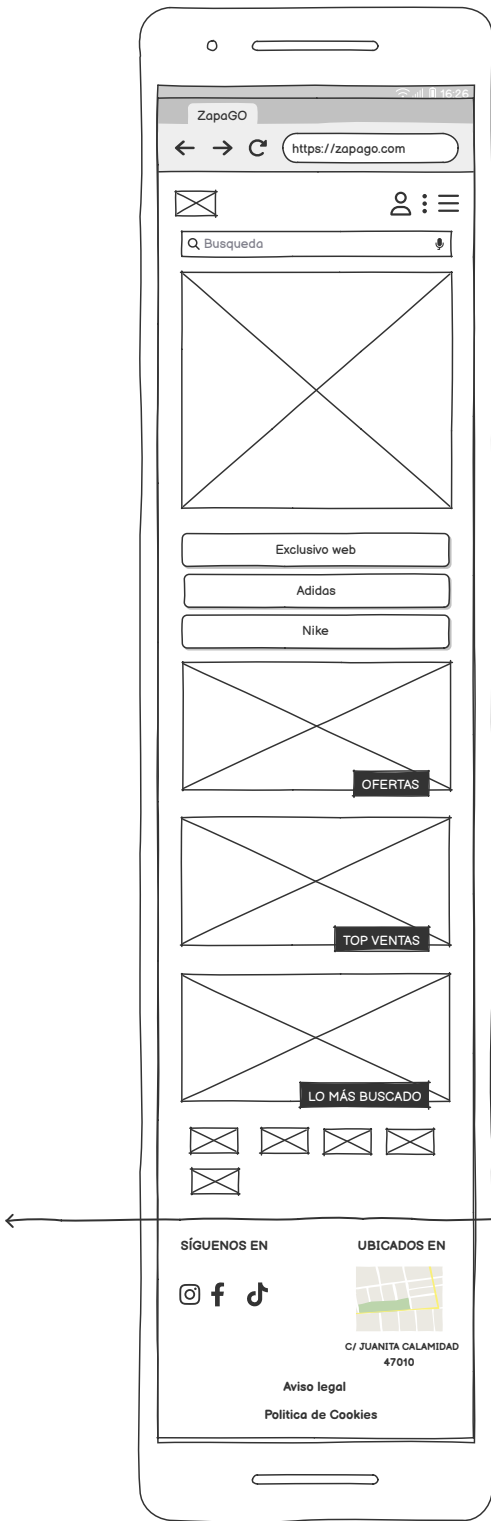 16:26
ZapaGO
https://zapago.com
Busqueda
Exclusivo web
Adidas
Nike
OFERTAS
TOP VENTAS
LO MÁS BUSCADO
SÍGUENOS EN
UBICADOS EN
C/ JUANITA CALAMIDAD
47010
Aviso legal
Politica de Cookies